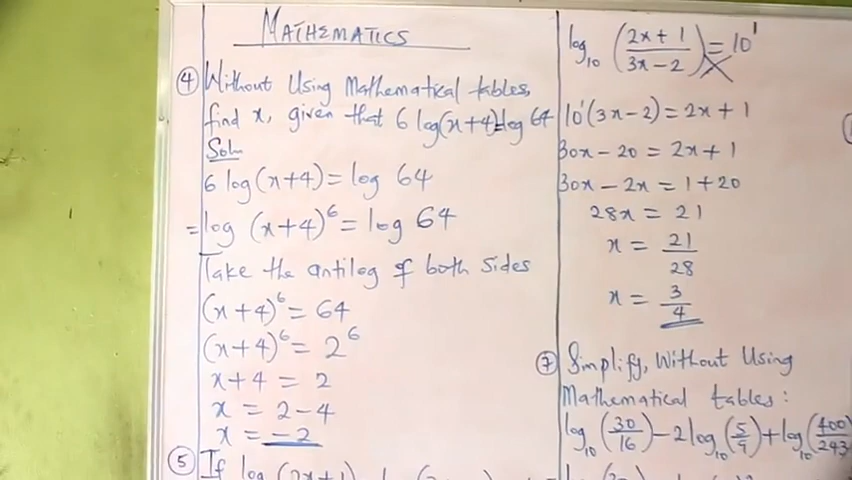 MATHEMATICS
④ Without Using Mathematical tables,
find x, given that 6 log(x+4)=log 64
Soln
6 log(x+4) = log 64
= log (x+4)⁶ = log 64
Take the antilog of both sides
(x+4)⁶ = 64
(x+4)⁶ = 2⁶
x+4 = 2
x = 2-4
x = -2
⑤ If log (2x+1)
log₁₀ (2x+1 / 3x-2) = 10¹
10¹(3x-2) = 2x+1
30x-20 = 2x+1
30x-2x = 1+20
28x = 21
x = 21/28
x = 3/4
⑦ Simplify, Without Using
Mathematical tables:
log₁₀ (30/16) - 2 log₁₀ (5/9) + log₁₀ (400/243)